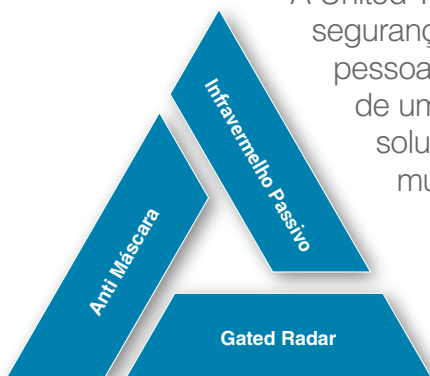 A United
seguranç
pessoa
de um
solu
mu
Infravermelho Passivo
Anti Máscara
Gated Radar